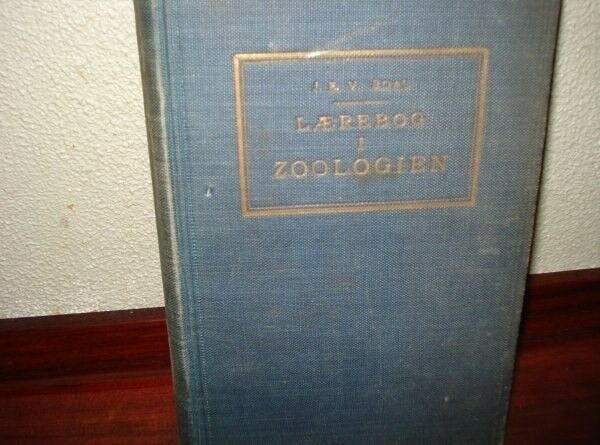 J. E. V. BOAS
LÆREBOG
I
ZOOLOGIEN